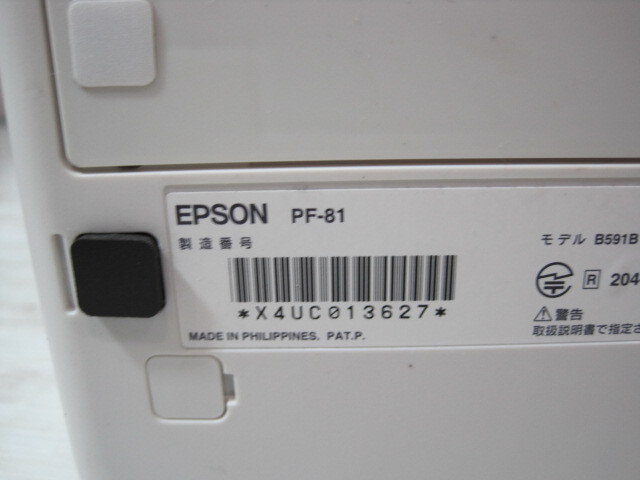 EPSON PF-81
製造番号
モデル B591B
*X4UC013627*
R 204
警告
MADE IN PHILIPPINES. PAT.P.
取扱説明書で指定さ